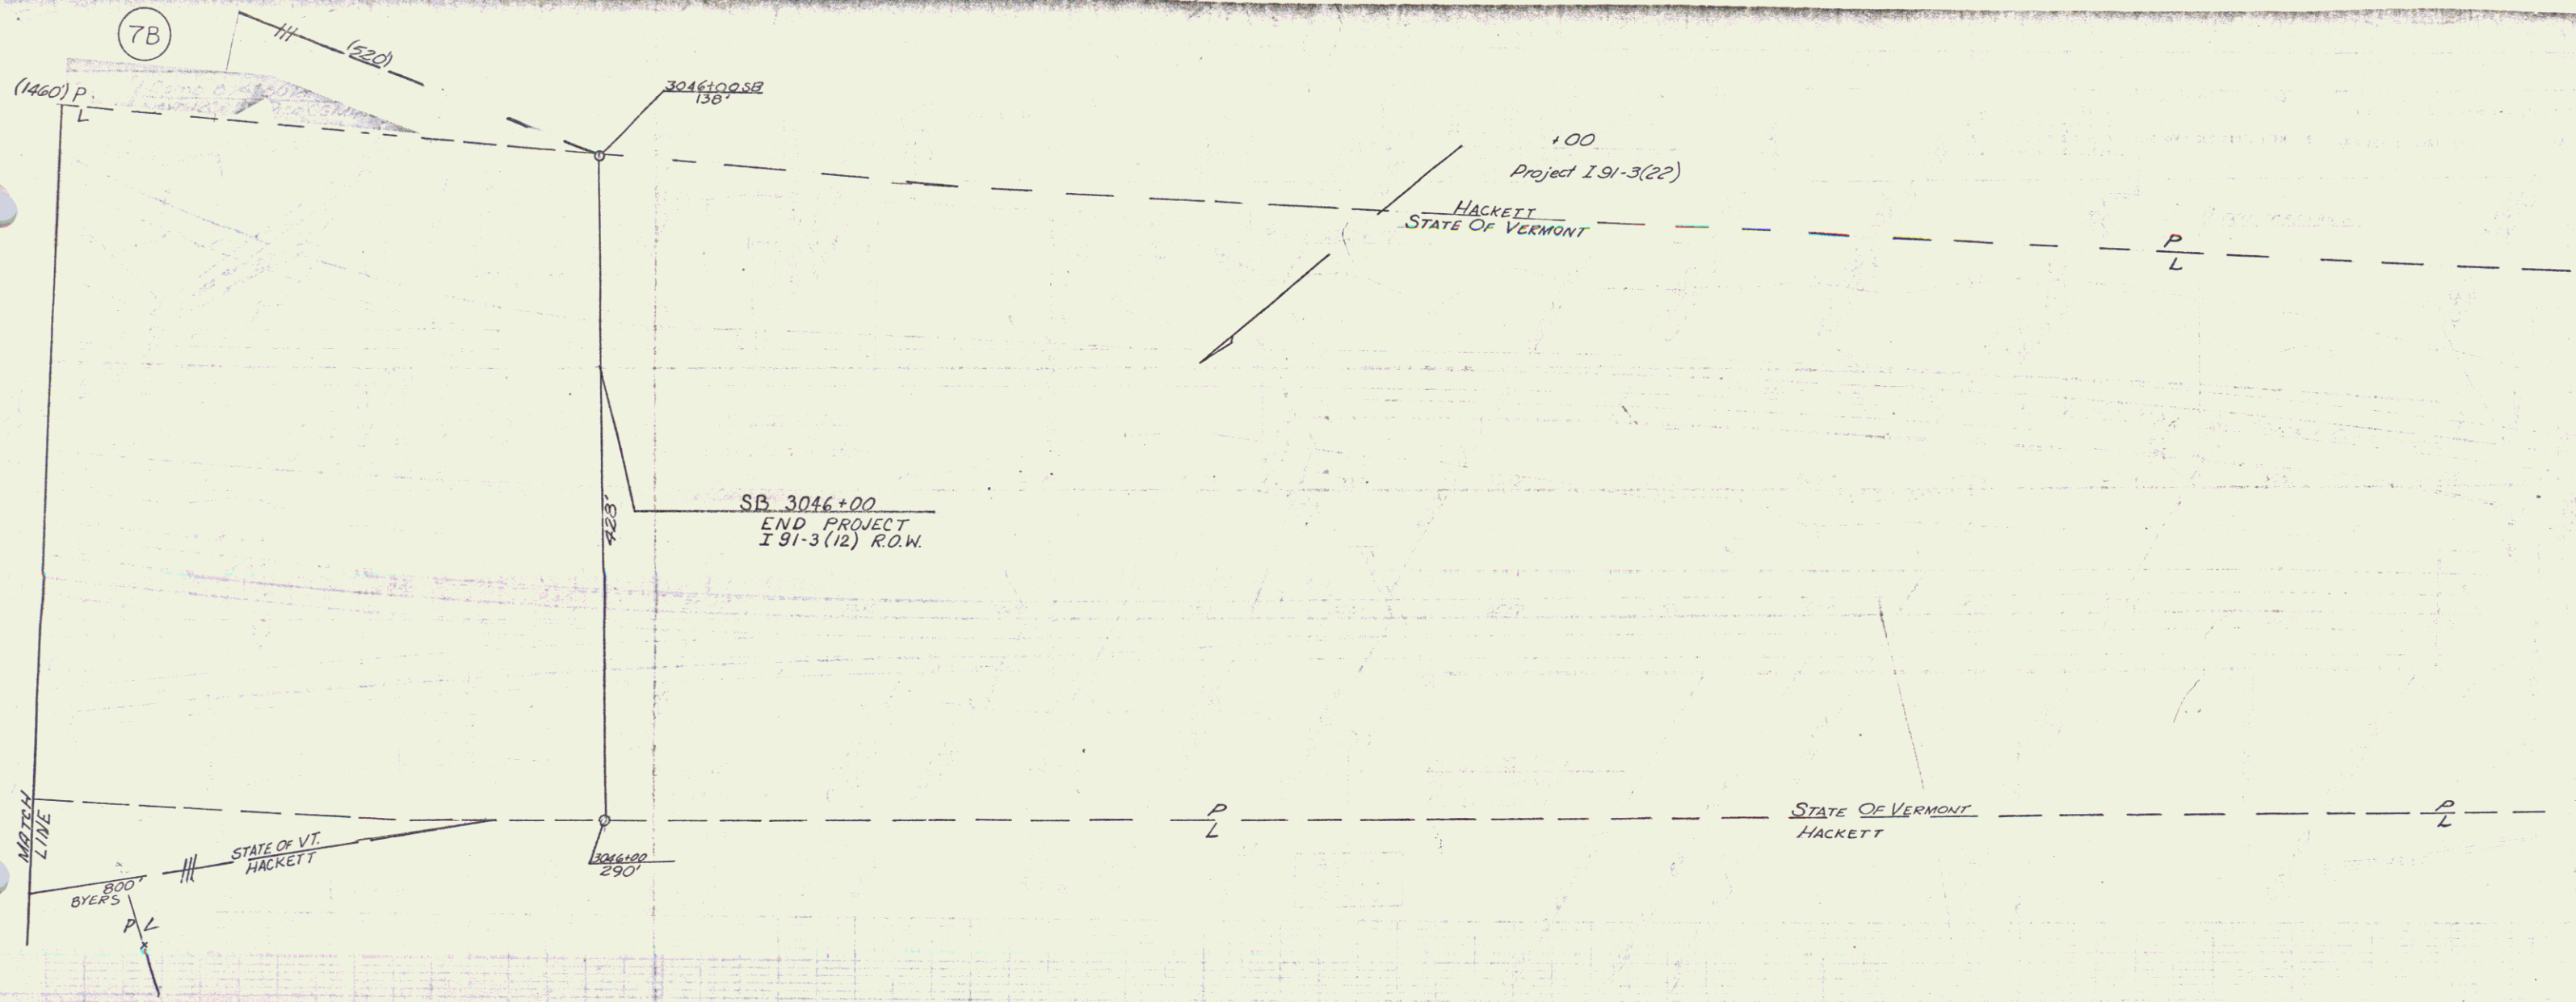 7B
(520')
(1460') P
L
3046+00 SB
138'
+00
Project I 91-3(22)
HACKETT
STATE OF VERMONT
P
L
428'
SB 3046+00
END PROJECT
I 91-3(12) R.O.W.
MATCH
LINE
STATE OF VT.
HACKETT
800'
BYERS
P L
3046+00
290'
P
L
STATE OF VERMONT
HACKETT
P
L